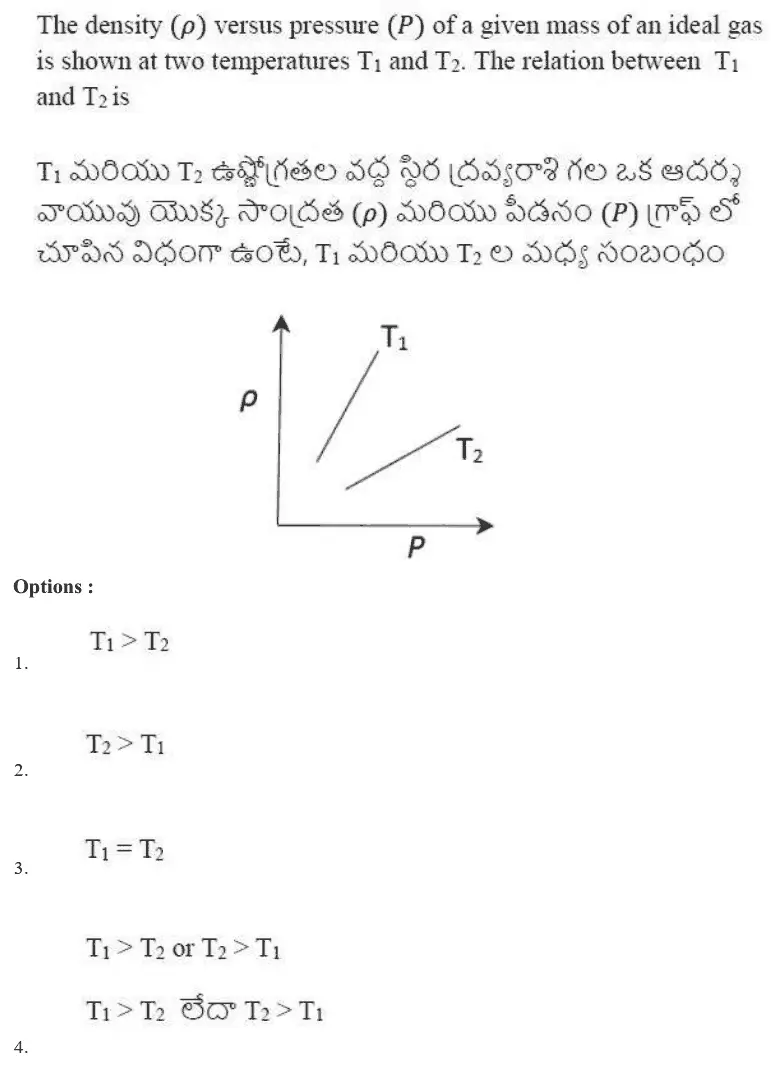 The density (ρ) versus pressure (P) of a given mass of an ideal gas
is shown at two temperatures T₁ and T₂. The relation between T₁
and T₂ is
T₁ మరియు T₂ ఉష్ణోగ్రతల వద్ద స్థిర ద్రవ్యరాశి గల ఒక ఆదర్శ
వాయువు యొక్క సాంద్రత (ρ) మరియు పీడనం (P) గ్రాఫ్ లో
చూపిన విధంగా ఉంటే, T₁ మరియు T₂ ల మధ్య సంబంధం
T₁
ρ
T₂
P
Options :
T₁ > T₂
1.
T₂ > T₁
2.
T₁ = T₂
3.
T₁ > T₂ or T₂ > T₁
T₁ > T₂ లేదా T₂ > T₁
4.